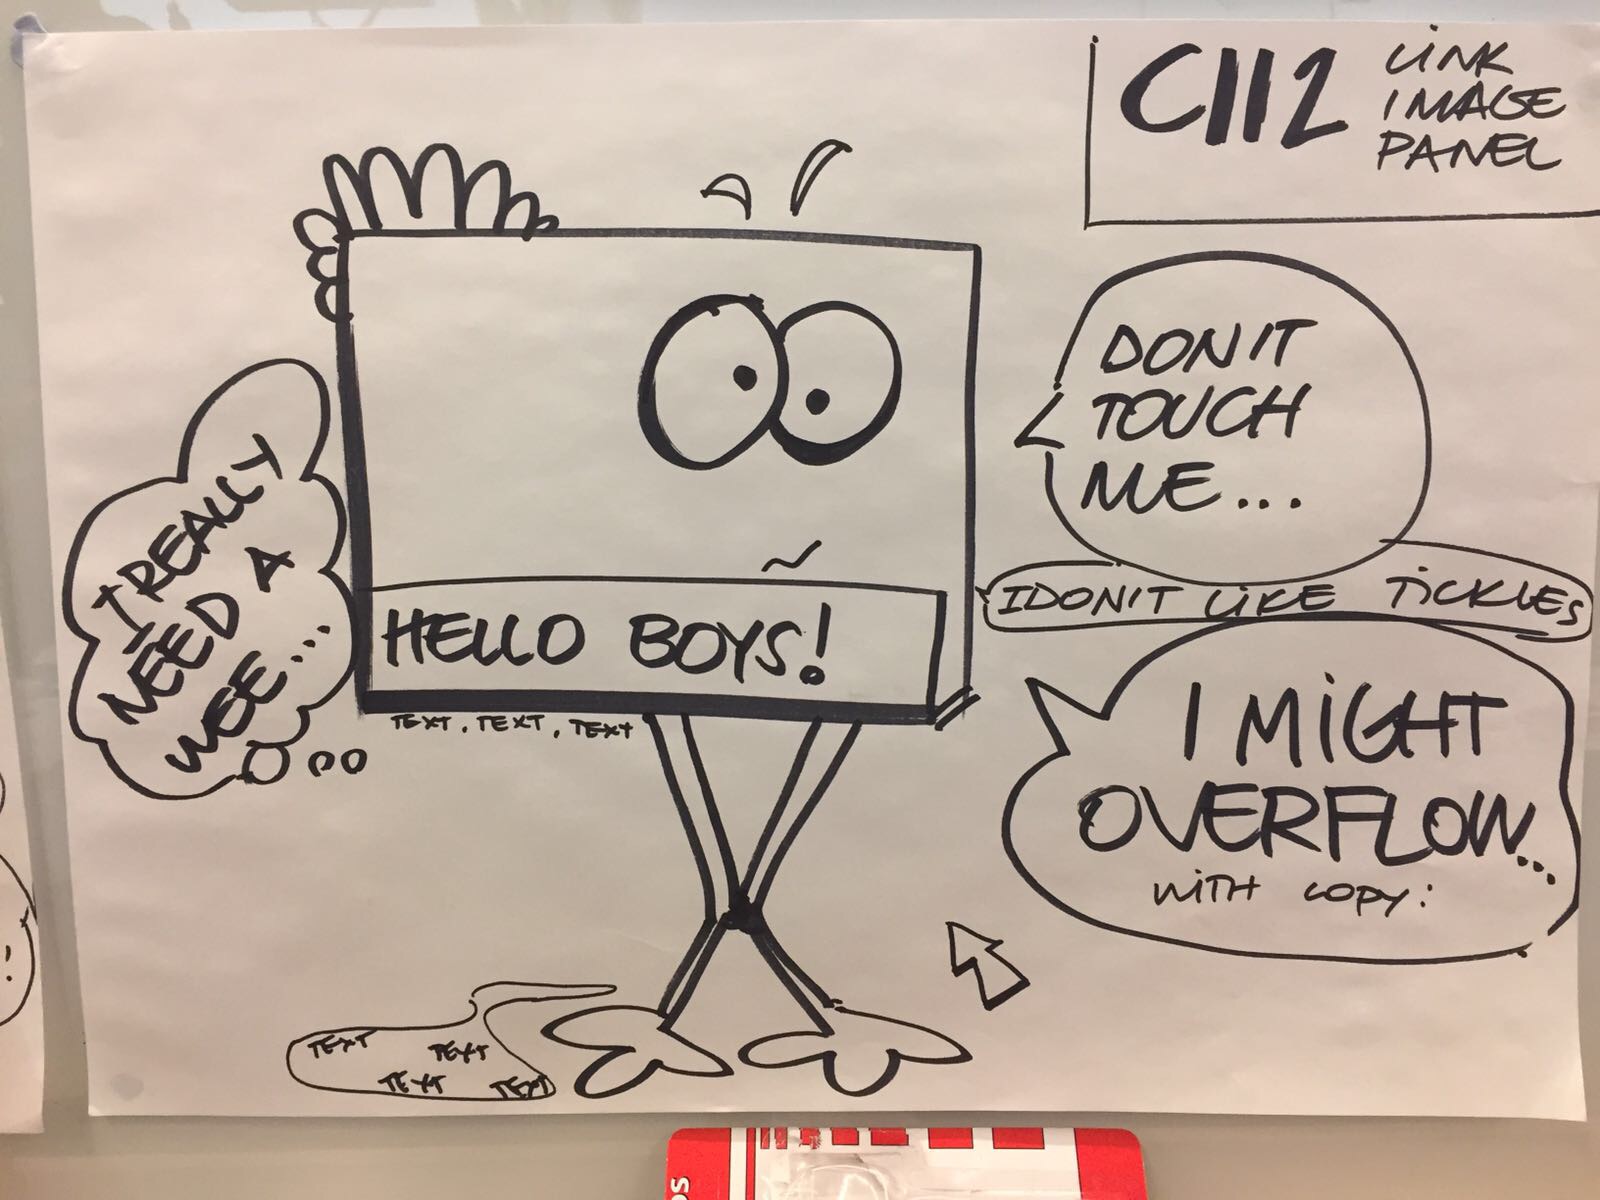 C112
LINK
IMAGE
PANEL
DON'T
TOUCH
ME...
I DON'T LIKE TICKLES
I REALLY
NEED A
WEE...
HELLO BOYS!
TEXT, TEXT, TEXT
I MIGHT
OVERFLOW...
WITH COPY:
TEXT TEXT
TEXT TEXT